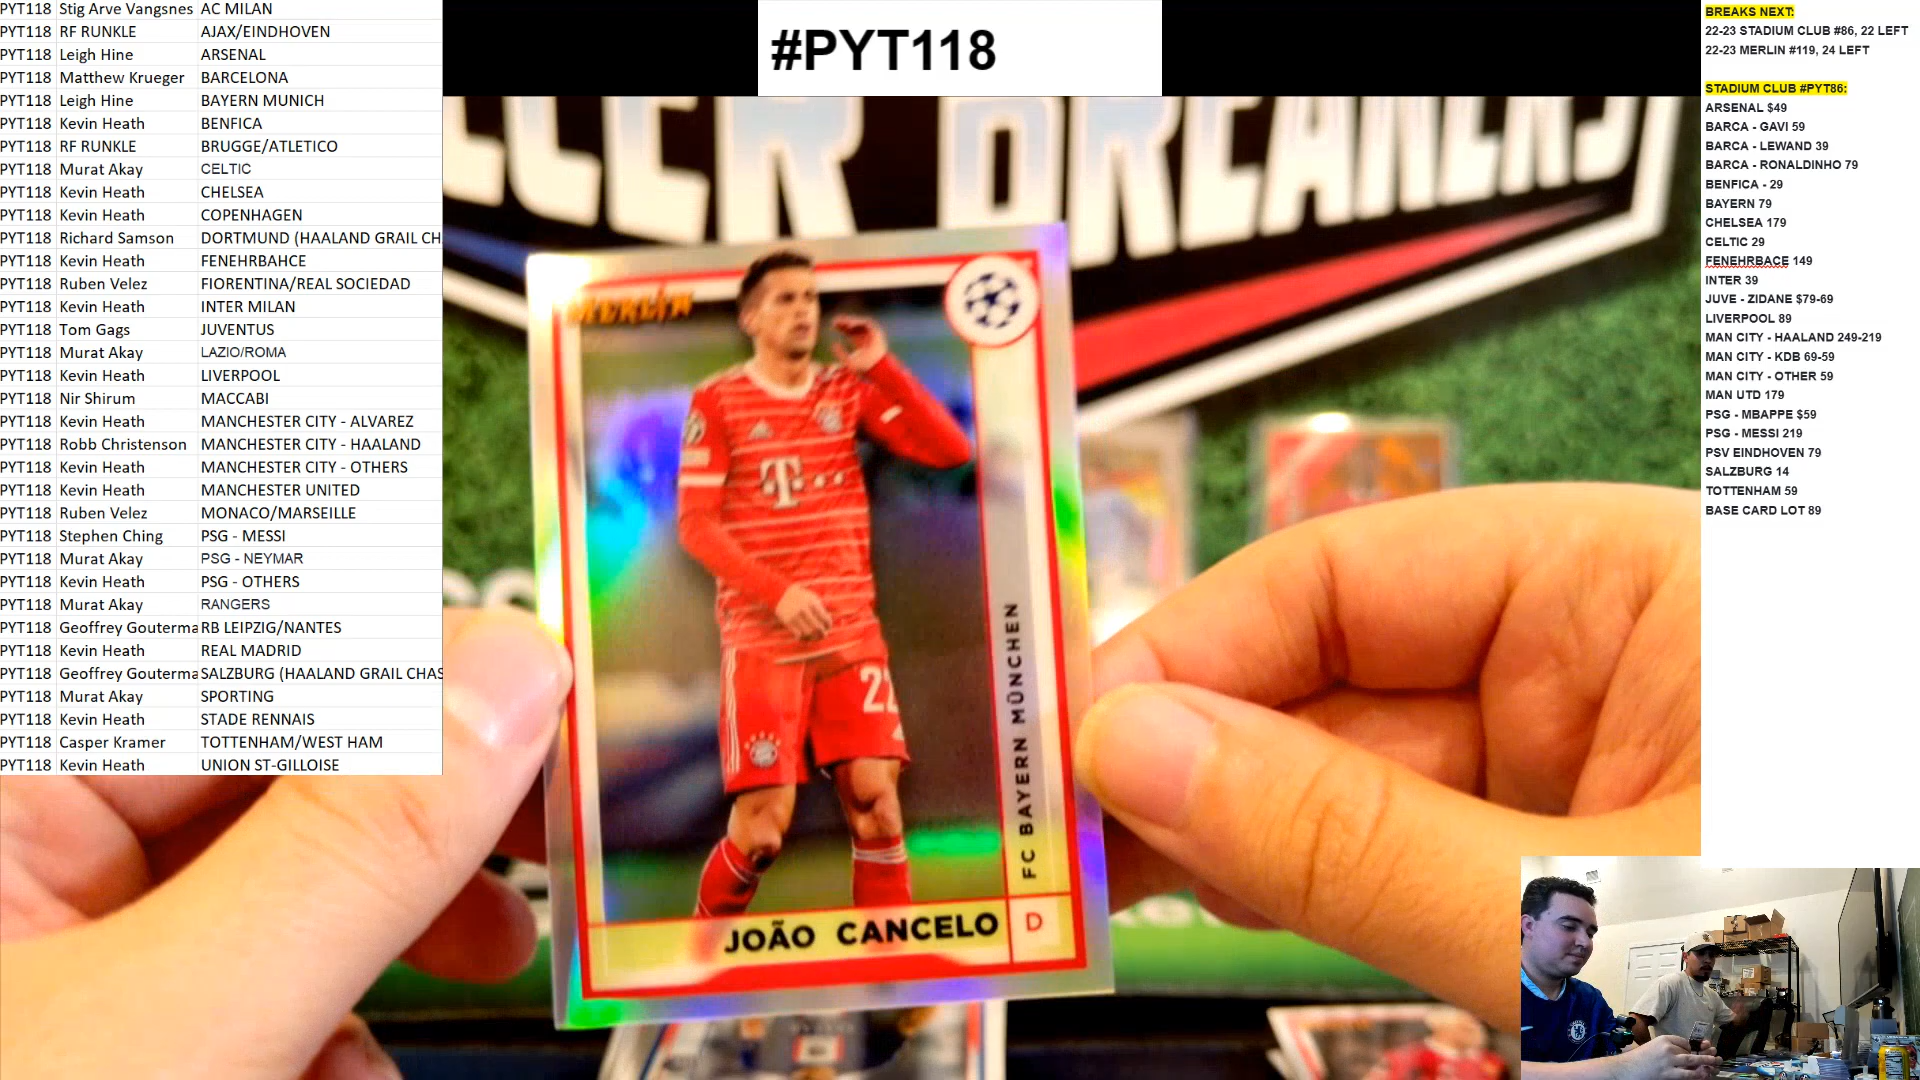 PYT118 Stig Arve Vangsnes AC MILAN
PYT118 RF RUNKLE AJAX/EINDHOVEN
PYT118 Leigh Hine ARSENAL
PYT118 Matthew Krueger BARCELONA
PYT118 Leigh Hine BAYERN MUNICH
PYT118 Kevin Heath BENFICA
PYT118 RF RUNKLE BRUGGE/ATLETICO
PYT118 Murat Akay CELTIC
PYT118 Kevin Heath CHELSEA
PYT118 Kevin Heath COPENHAGEN
PYT118 Richard Samson DORTMUND (HAALAND GRAIL CH
PYT118 Kevin Heath FENEHRBAHCE
PYT118 Ruben Velez FIORENTINA/REAL SOCIEDAD
PYT118 Kevin Heath INTER MILAN
PYT118 Tom Gags JUVENTUS
PYT118 Murat Akay LAZIO/ROMA
PYT118 Kevin Heath LIVERPOOL
PYT118 Nir Shirum MACCABI
PYT118 Kevin Heath MANCHESTER CITY - ALVAREZ
PYT118 Robb Christenson MANCHESTER CITY - HAALAND
PYT118 Kevin Heath MANCHESTER CITY - OTHERS
PYT118 Kevin Heath MANCHESTER UNITED
PYT118 Ruben Velez MONACO/MARSEILLE
PYT118 Stephen Ching PSG - MESSI
PYT118 Murat Akay PSG - NEYMAR
PYT118 Kevin Heath PSG - OTHERS
PYT118 Murat Akay RANGERS
PYT118 Geoffrey Gouterma RB LEIPZIG/NANTES
PYT118 Kevin Heath REAL MADRID
PYT118 Geoffrey Gouterma SALZBURG (HAALAND GRAIL CHAS
PYT118 Murat Akay SPORTING
PYT118 Kevin Heath STADE RENNAIS
PYT118 Casper Kramer TOTTENHAM/WEST HAM
PYT118 Kevin Heath UNION ST-GILLOISE
#PYT118
BREAKERS
MERLIN
T
22
FC BAYERN MÜNCHEN
JOÃO CANCELO D
BREAKS NEXT:
22-23 STADIUM CLUB #86, 22 LEFT
22-23 MERLIN #119, 24 LEFT
STADIUM CLUB #PYT86:
ARSENAL $49
BARCA - GAVI 59
BARCA - LEWAND 39
BARCA - RONALDINHO 79
BENFICA - 29
BAYERN 79
CHELSEA 179
CELTIC 29
FENEHRBACE 149
INTER 39
JUVE - ZIDANE $79-69
LIVERPOOL 89
MAN CITY - HAALAND 249-219
MAN CITY - KDB 69-59
MAN CITY - OTHER 59
MAN UTD 179
PSG - MBAPPE $59
PSG - MESSI 219
PSV EINDHOVEN 79
SALZBURG 14
TOTTENHAM 59
BASE CARD LOT 89